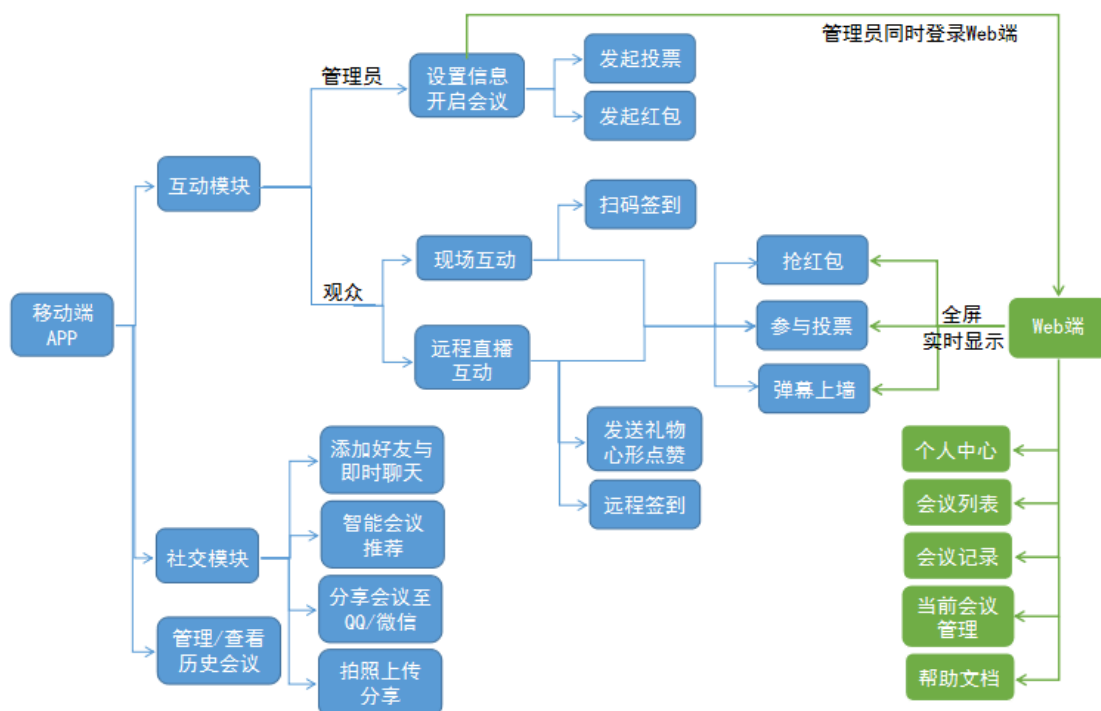 管理员同时登录Web端
管理员
设置信息
开启会议
发起投票
发起红包
互动模块
扫码签到
现场互动
抢红包
观众
移动端
APP
远程直播
互动
参与投票
全屏
实时显示
Web端
弹幕上墙
发送礼物
心形点赞
远程签到
添加好友与
即时聊天
智能会议
推荐
社交模块
分享会议至
QQ/微信
管理/查看
历史会议
拍照上传
分享
个人中心
会议列表
会议记录
当前会议
管理
帮助文档